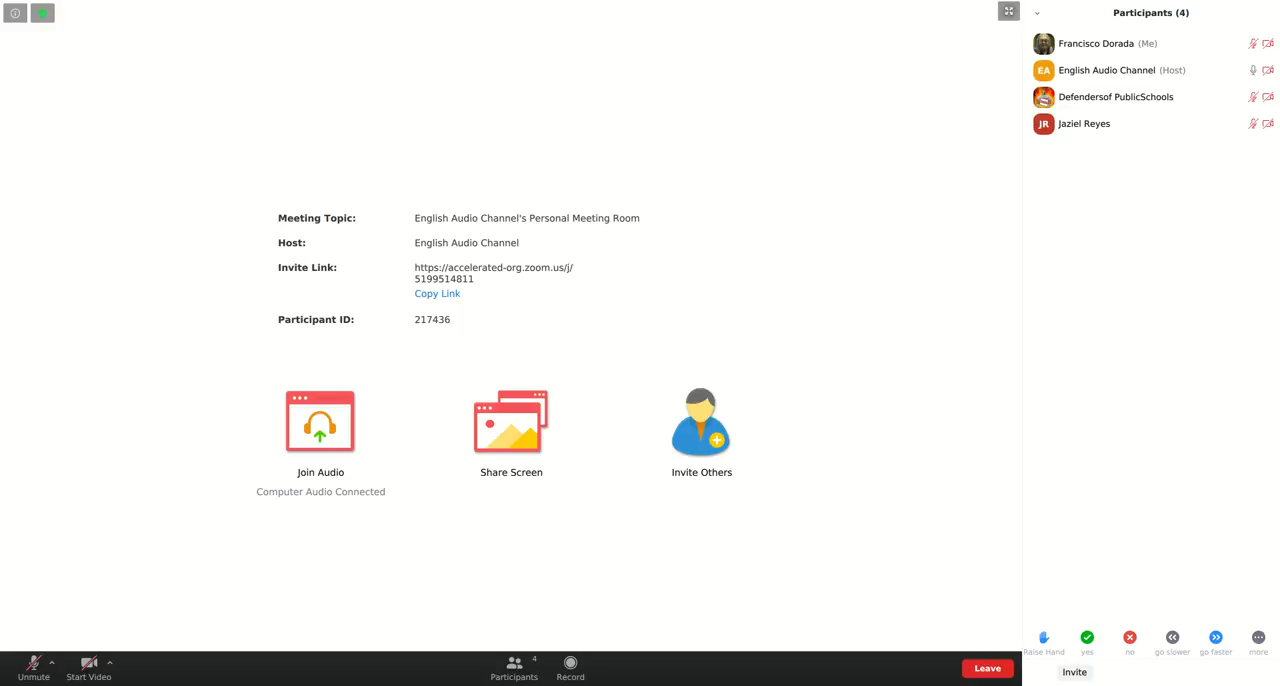 Participants (4)
Francisco Dorada (Me)
EA English Audio Channel (Host)
Defendersof PublicSchools
JR Jaziel Reyes
Meeting Topic: English Audio Channel's Personal Meeting Room
Host: English Audio Channel
Invite Link: https://accelerated-org.zoom.us/j/
5199514811
Copy Link
Participant ID: 217436
Join Audio Share Screen Invite Others
Computer Audio Connected
Raise Hand yes no go slower go faster more
4
Unmute Start Video Participants Record Leave Invite